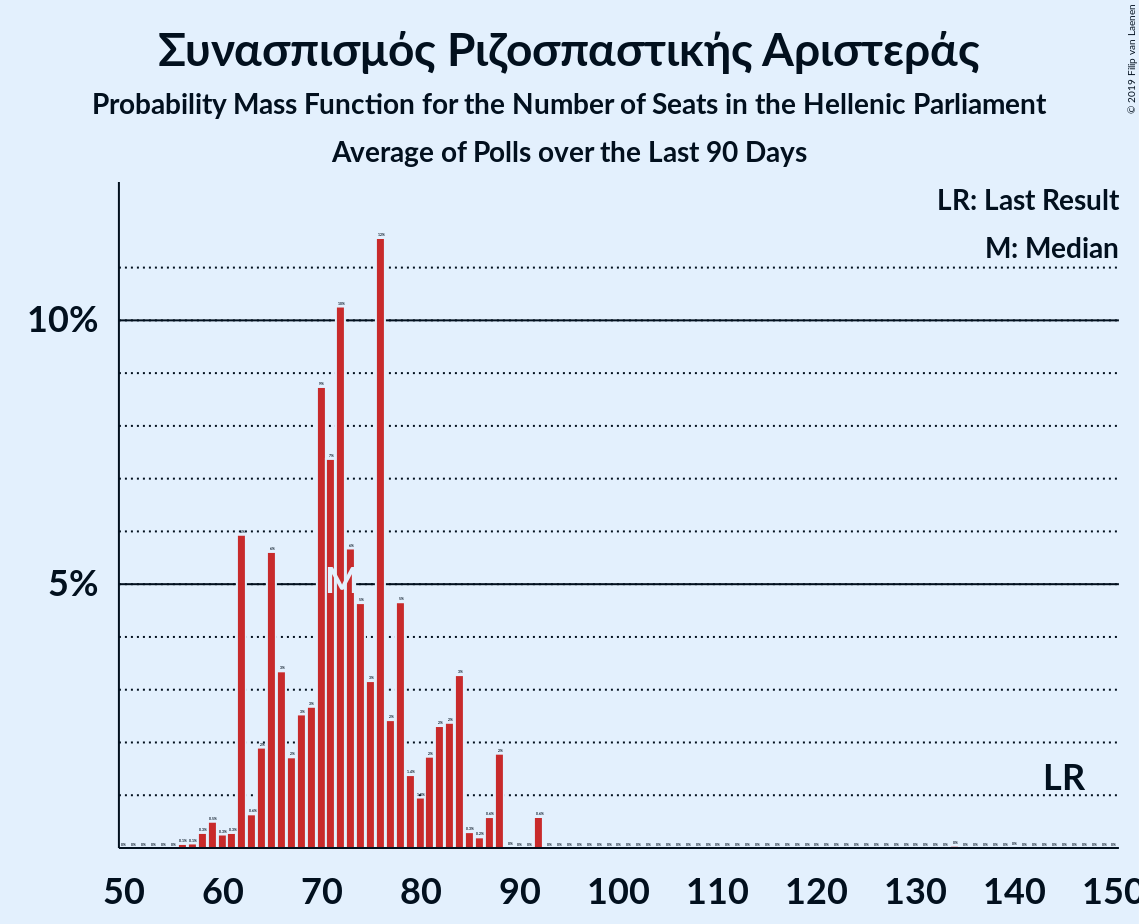 Συνασπισμός Ριζοσπαστικής Αριστεράς
Probability Mass Function for the Number of Seats in the Hellenic Parliament
Average of Polls over the Last 90 Days
© 2019 Filip van Laenen
LR: Last Result
M: Median
10%
5%
M
LR
50 60 70 80 90 100 110 120 130 140 150